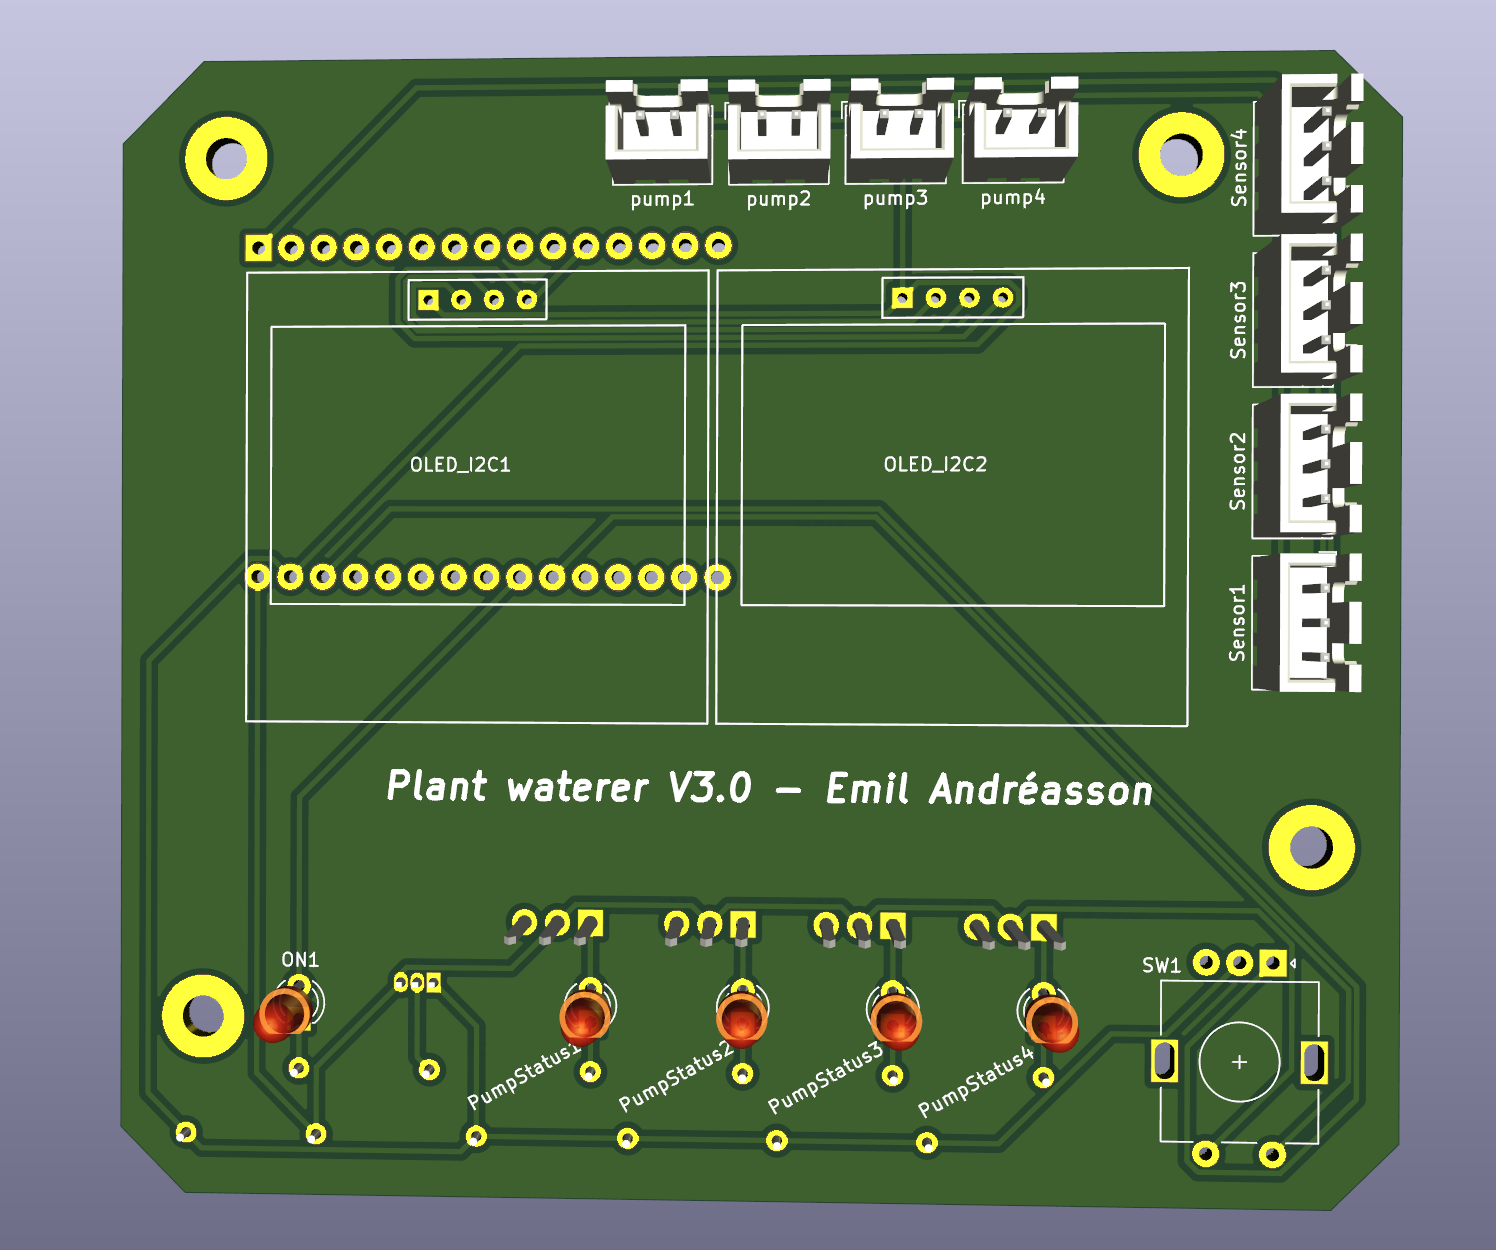 pump1
pump2
pump3
pump4
Sensor4
Sensor3
Sensor2
Sensor1
OLED_I2C1
OLED_I2C2
Plant waterer V3.0 - Emil Andréasson
ON1
SW1
PumpStatus1
PumpStatus2
PumpStatus3
PumpStatus4